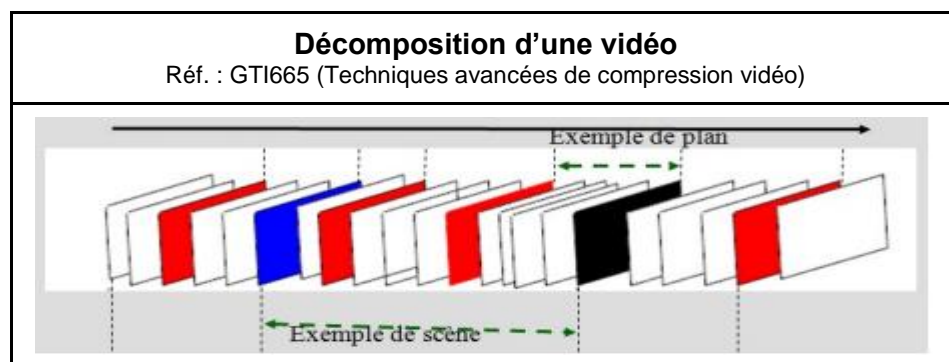 Décomposition d’une vidéo
Réf. : GTI665 (Techniques avancées de compression vidéo)
Exemple de plan
Exemple de scène